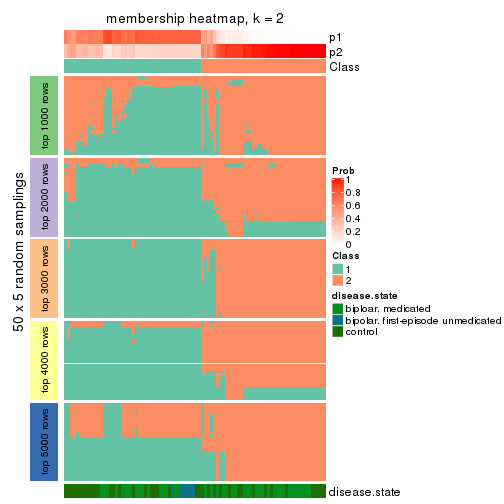 membership heatmap, k = 2
p1
p2
Class
50 x 5 random samplings
top 1000 rows
top 2000 rows
top 3000 rows
top 4000 rows
top 5000 rows
Prob
1
0.8
0.6
0.4
0.2
0
Class
1
2
disease.state
biploar. medicated
bipolar. first-episode unmedicated
control
disease.state